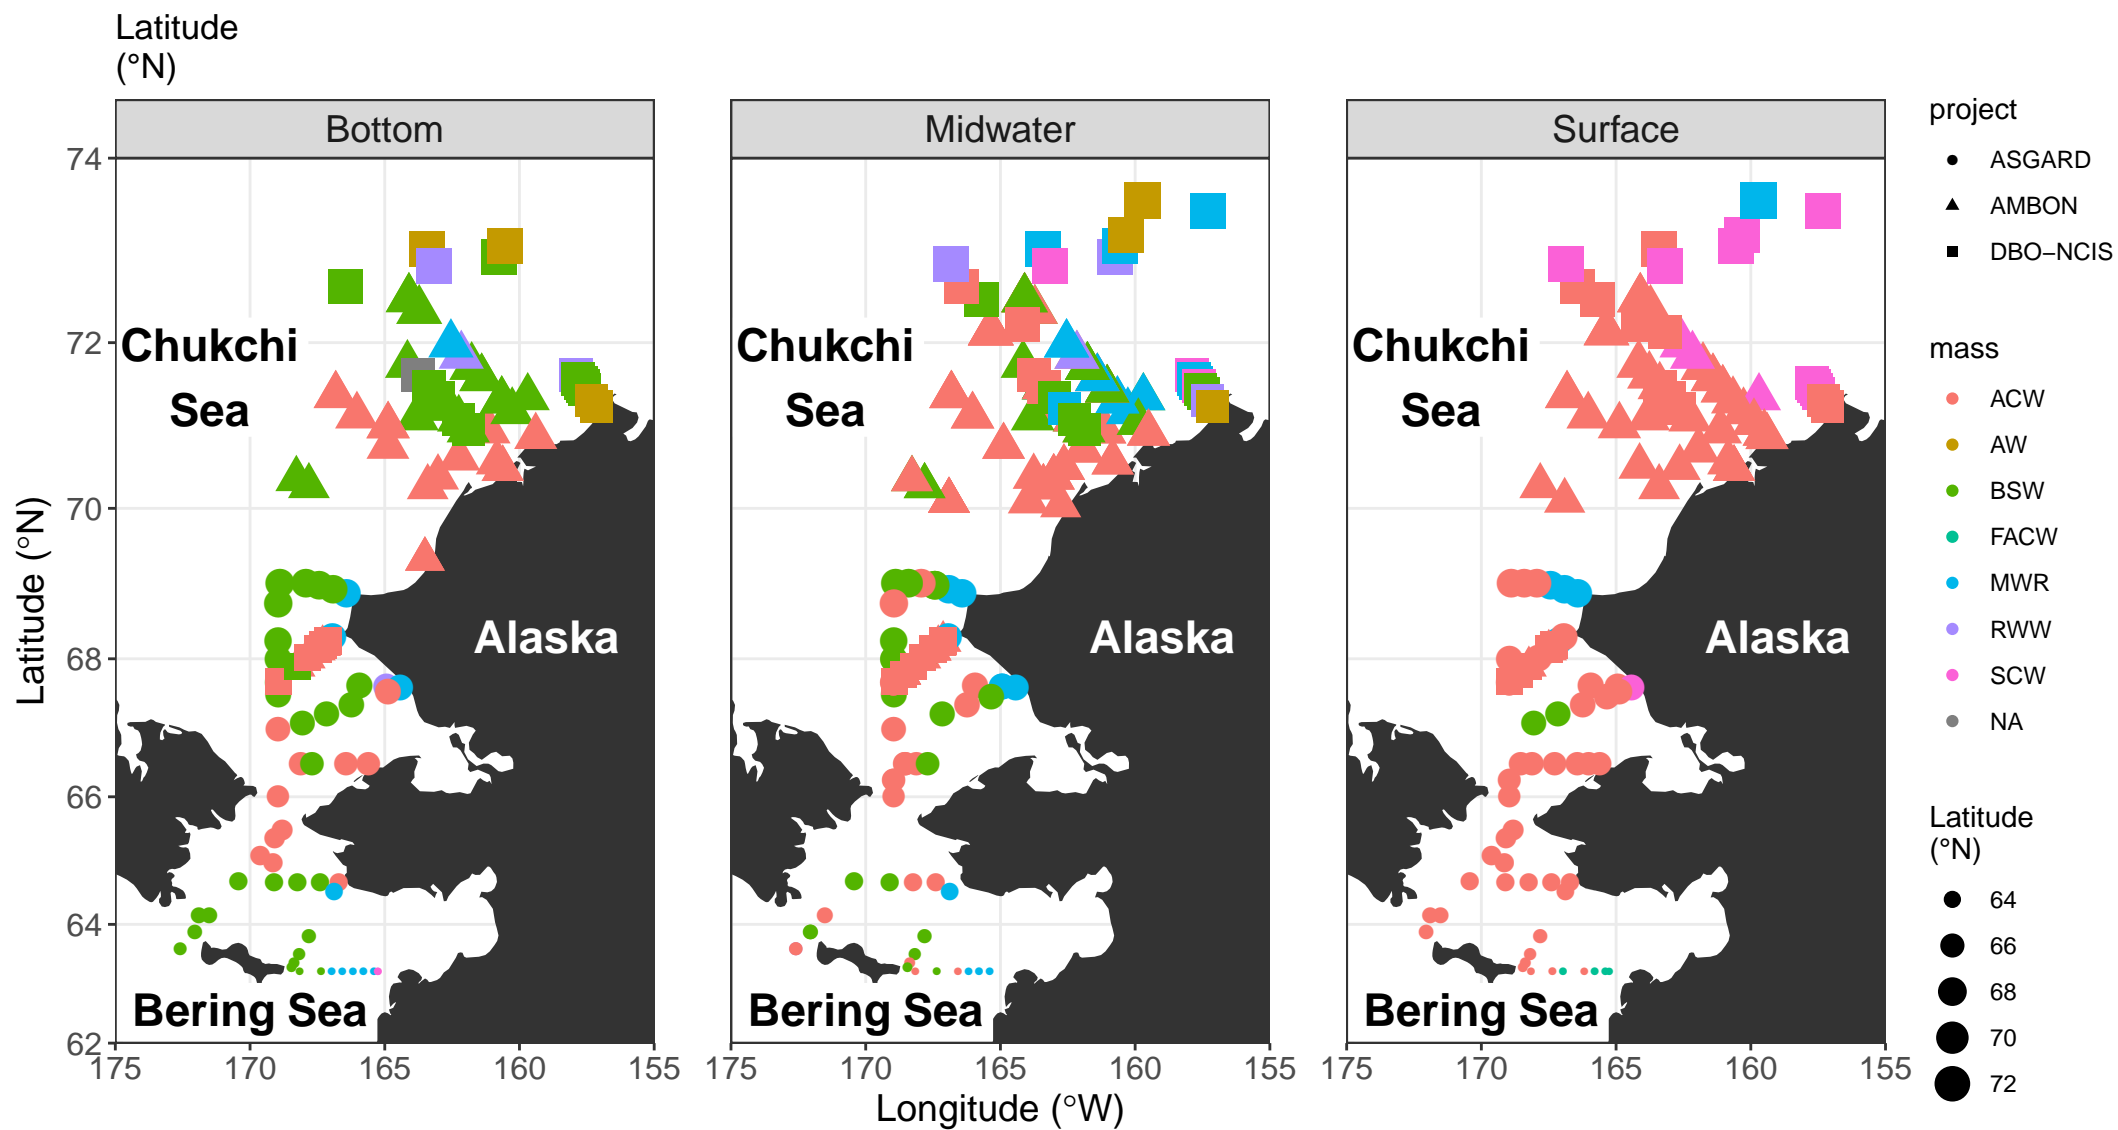 Latitude
(°N)
Bottom
Midwater
Surface
74
72
70
68
66
64
62
Latitude (°N)
Chukchi
Sea
Alaska
Bering Sea
Chukchi
Sea
Alaska
Bering Sea
Chukchi
Sea
Alaska
Bering Sea
175 170 165 160 155
175 170 165 160 155
175 170 165 160 155
Longitude (°W)
project
ASGARD
AMBON
DBO−NCIS
mass
ACW
AW
BSW
FACW
MWR
RWW
SCW
NA
Latitude
(°N)
64
66
68
70
72